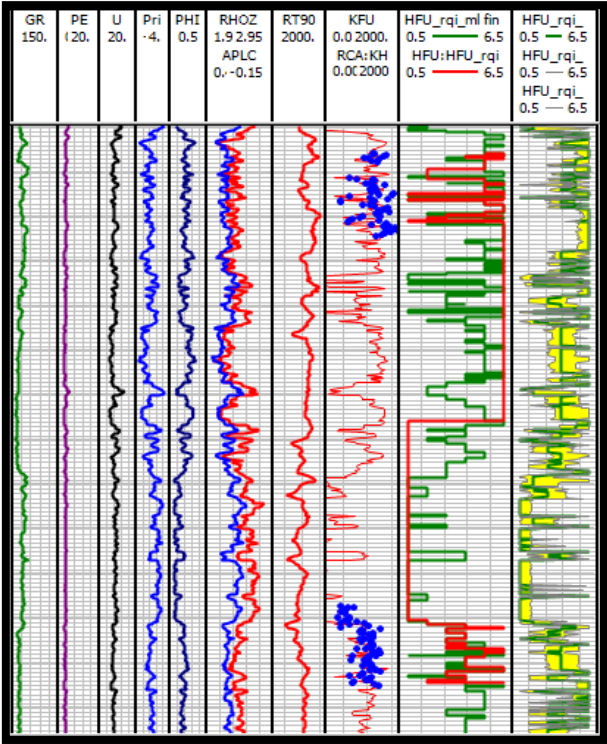 GR
150.
PE
20.
U
20.
Pri
-4.
PHI
0.5
RHOZ
1.9 2.95
APLC
0. -0.15
RT90
2000.
KFU
0.0 2000.
RCA:KH
0.0 2000
HFU_rqi_ml fin
0.5 6.5
HFU:HFU_rqi
0.5 6.5
HFU_rqi_
0.5 6.5
HFU_rqi_
0.5 6.5
HFU_rqi_
0.5 6.5